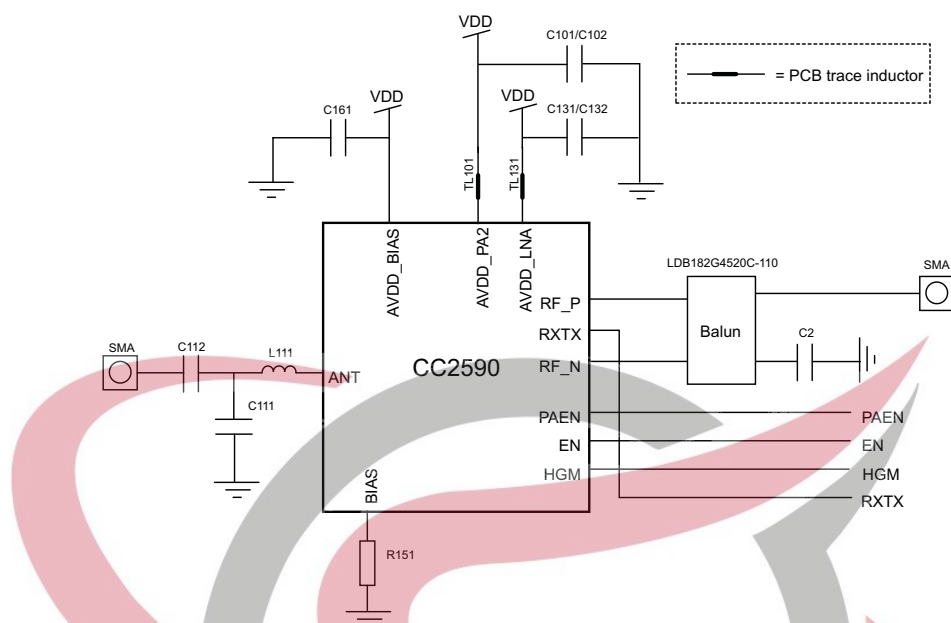 VDD
C101/C102
= PCB trace inductor
VDD
VDD
C161
C131/C132
TL101
TL131
AVDD_BIAS
AVDD_PA2
AVDD_LNA
LDB182G4520C-110
SMA
RF_P
RXTX
Balun
C2
RF_N
SMA
C112
L111
ANT
CC2590
C111
PAEN
PAEN
EN
EN
HGM
HGM
RXTX
BIAS
R151